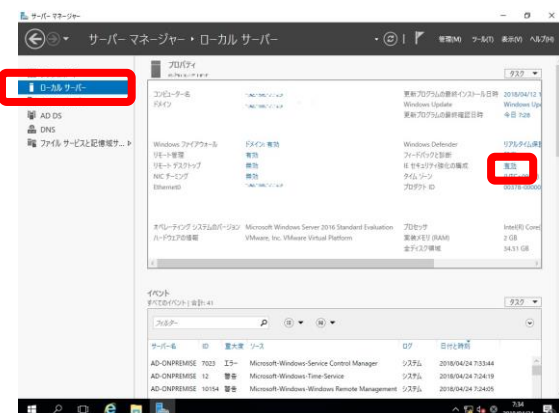 サーバー マネージャー
サーバー マネージャー • ローカル サーバー
管理(M) ツール(T) 表示(V) ヘルプ(H)
ローカル サーバー
AD DS
DNS
ファイル サービスと記憶域サ...
プロパティ
タスク
コンピューター名
ドメイン
更新プログラムの最終インストール日時 2018/04/12 1
Windows Update Windows Up
更新プログラムの最終確認日時 今日 7:28
Windows ファイアウォール ドメイン: 有効
リモート管理 有効
リモート デスクトップ 無効
NIC チーミング 無効
Ethernet0
Windows Defender リアルタイム保
フィードバックと診断
IE セキュリティ強化の構成 有効
タイム ゾーン
プロダクト ID 00378-00000
オペレーティング システムのバージョン Microsoft Windows Server 2016 Standard Evaluation
ハードウェアの情報 VMware, Inc. VMware Virtual Platform
プロセッサ Intel(R) Core(
実装メモリ (RAM) 2 GB
全ディスク領域 34.51 GB
イベント
すべてのイベント | 合計: 41
タスク
フィルター
サーバー名 ID 重大度 ソース ログ 日付と時刻
AD-ONPREMISE 7023 エラー Microsoft-Windows-Service Control Manager システム 2018/04/24 7:33:44
AD-ONPREMISE 12 警告 Microsoft-Windows-Time-Service システム 2018/04/24 7:24:19
AD-ONPREMISE 10154 警告 Microsoft-Windows-Windows Remote Management システム 2018/04/24 7:24:05
7:34